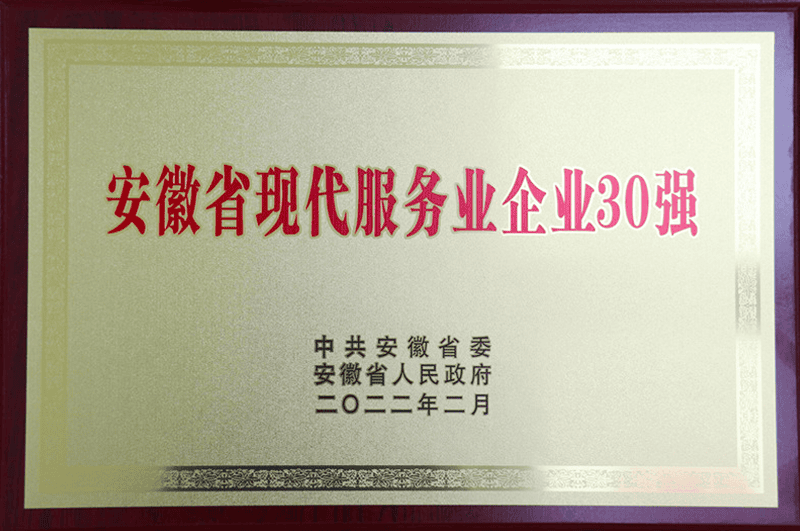 安徽省现代服务业企业30强
中共安徽省委
安徽省人民政府
二〇二二年二月